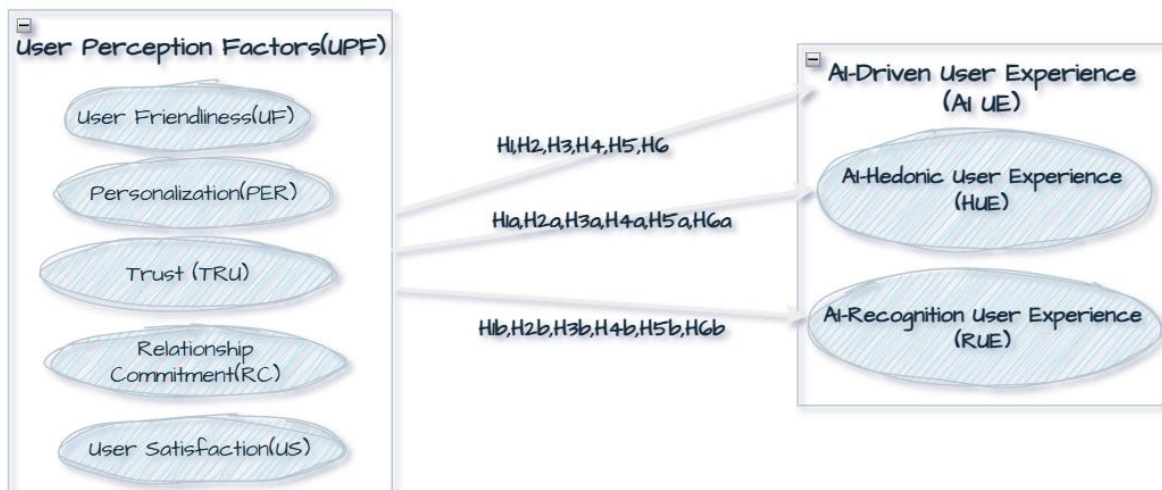 User Perception Factors(UPF)
User Friendliness(UF)
Personalization(PER)
Trust (TRU)
Relationship
Commitment(RC)
User Satisfaction(US)
H1,H2,H3,H4,H5,H6
H1a,H2a,H3a,H4a,H5a,H6a
H1b,H2b,H3b,H4b,H5b,H6b
AI-Driven User Experience
(AI UE)
AI-Hedonic User Experience
(HUE)
AI-Recognition User Experience
(RUE)